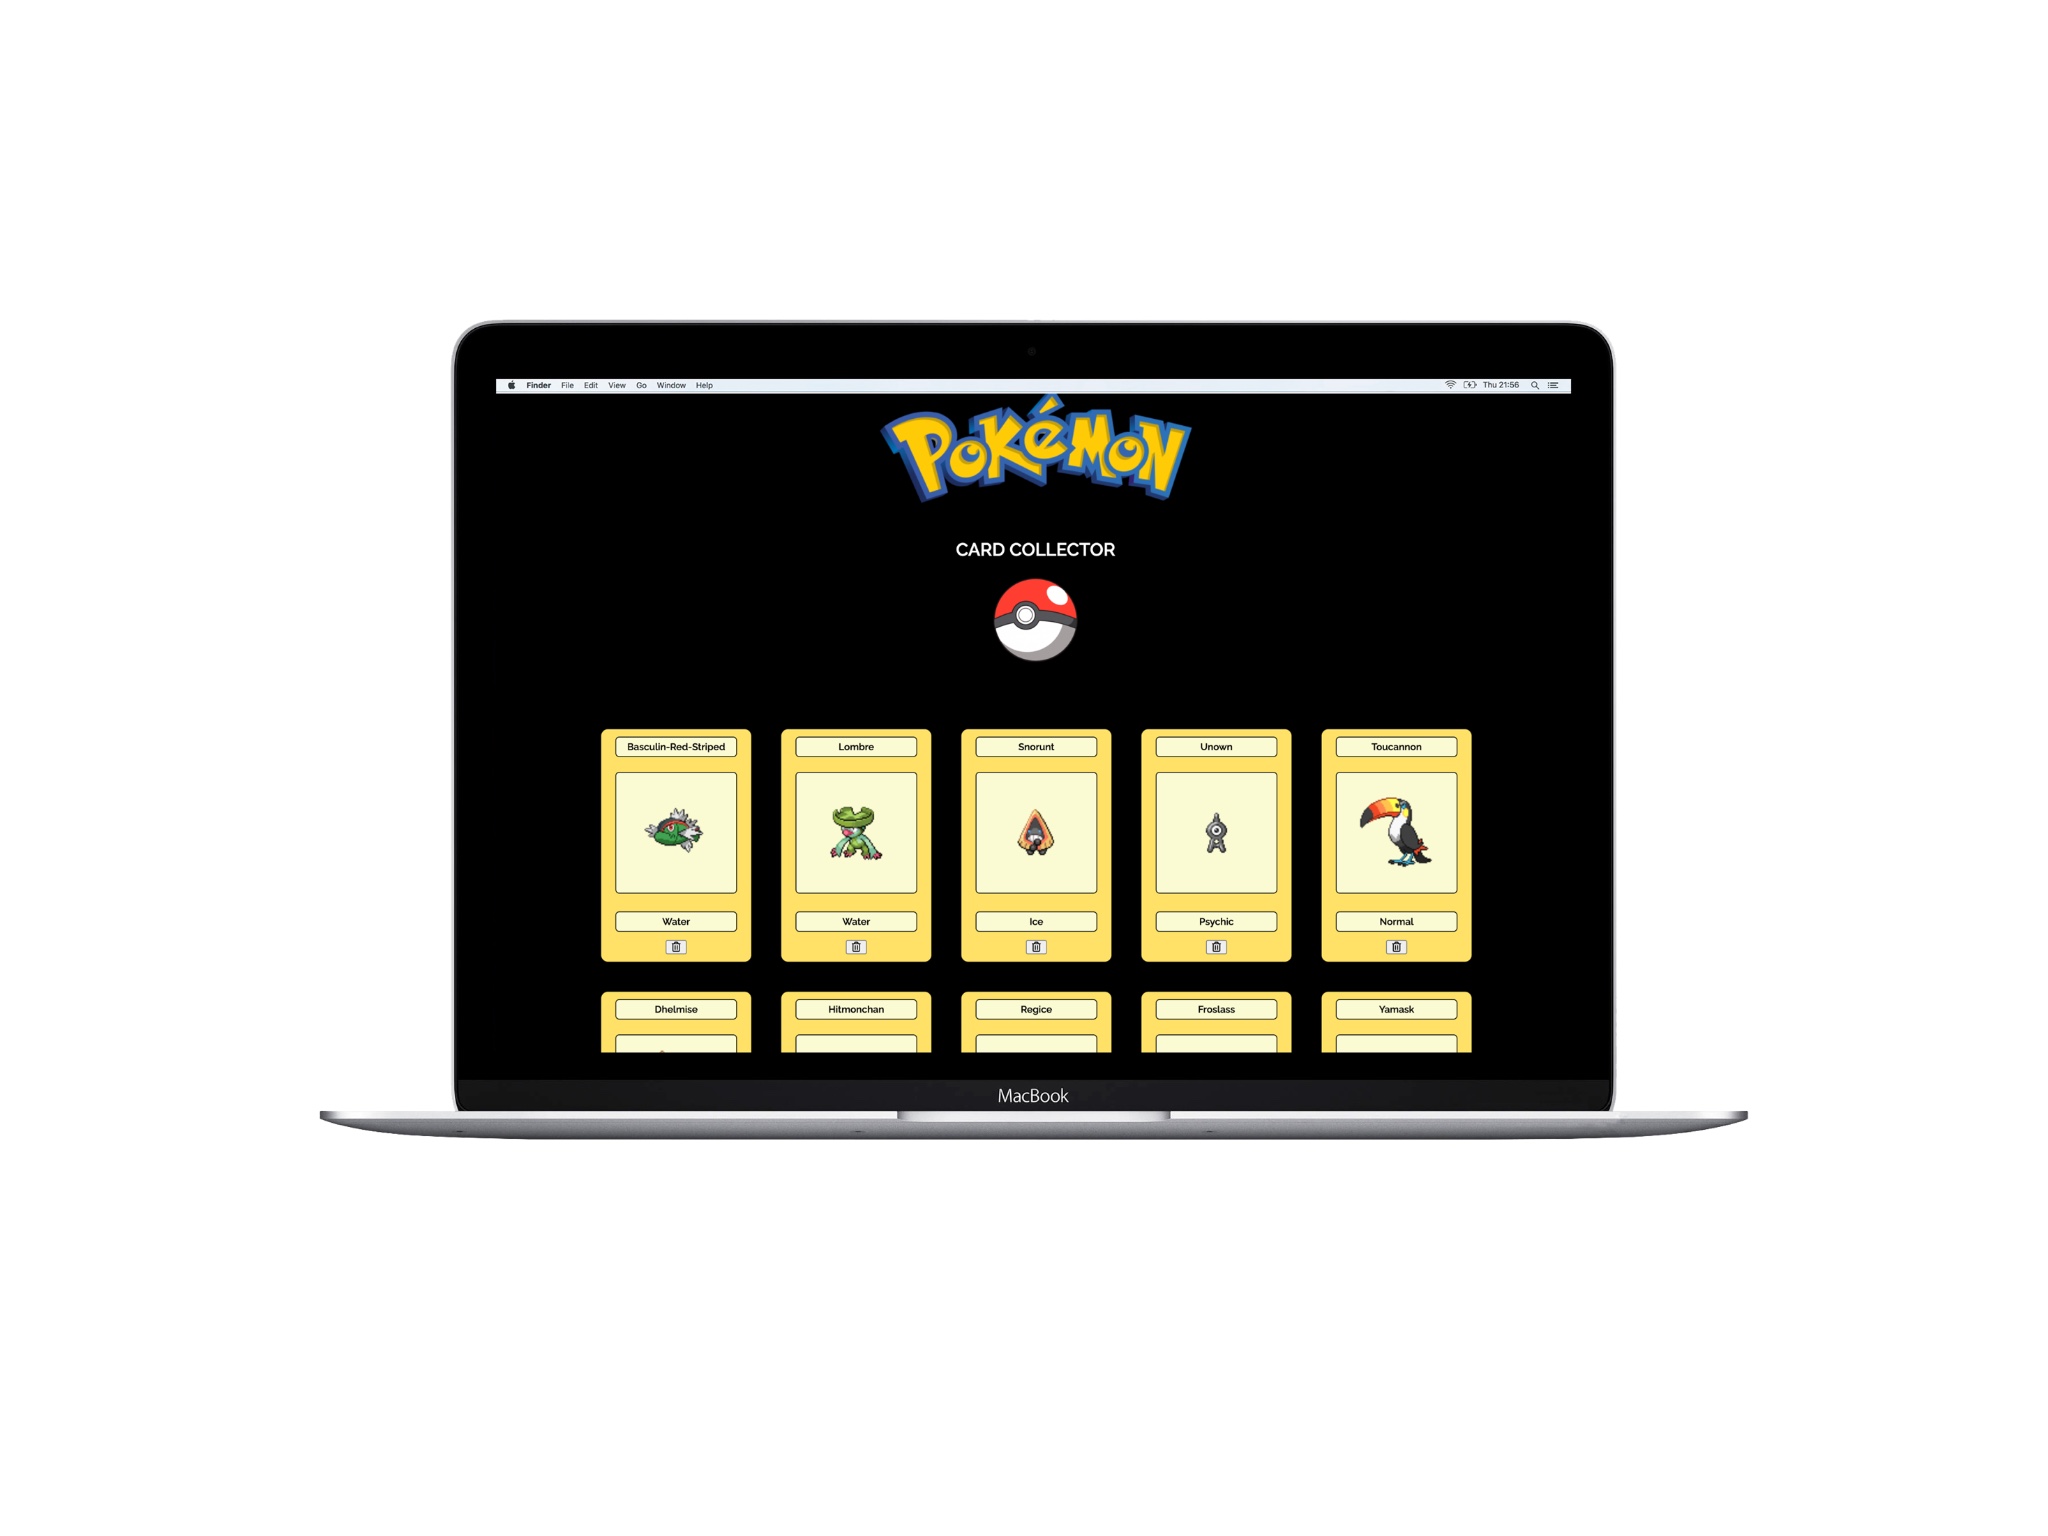 Finder File Edit View Go Window Help Thu 21:56
POKéMON
CARD COLLECTOR
Basculin-Red-Striped Lombre Snorunt Unown Toucannon
Water Water Ice Psychic Normal
Dhelmise Hitmonchan Regice Froslass Yamask
MacBook